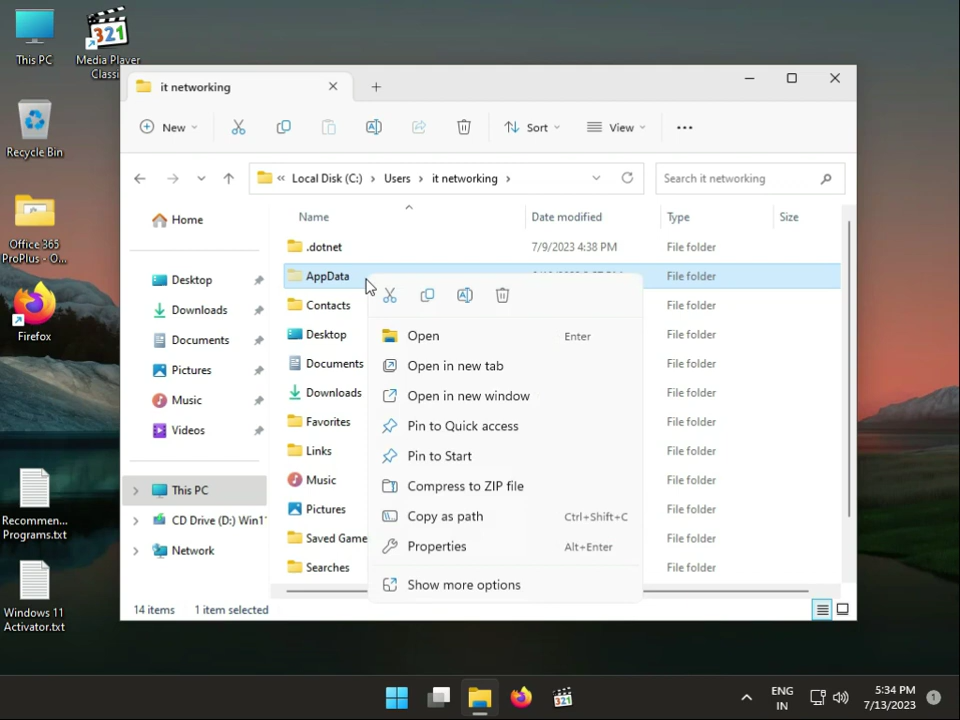 This PC
321
Media Player
Classi
Recycle Bin
Office 365
ProPlus - O...
Firefox
Recommen...
Programs.txt
Windows 11
Activator.txt
it networking
New
Sort
View
« Local Disk (C:) > Users > it networking >
Search it networking
Name
Date modified
Type
Size
Home
Desktop
Downloads
Documents
Pictures
Music
Videos
This PC
CD Drive (D:) Win1
Network
.dotnet 7/9/2023 4:38 PM File folder
AppData File folder
Contacts File folder
Desktop File folder
Documents File folder
Downloads File folder
Favorites File folder
Links File folder
Music File folder
Pictures File folder
Saved Game File folder
Searches File folder
Open Enter
Open in new tab
Open in new window
Pin to Quick access
Pin to Start
Compress to ZIP file
Copy as path Ctrl+Shift+C
Properties Alt+Enter
Show more options
14 items 1 item selected
321
ENG
IN
5:34 PM
7/13/2023
1